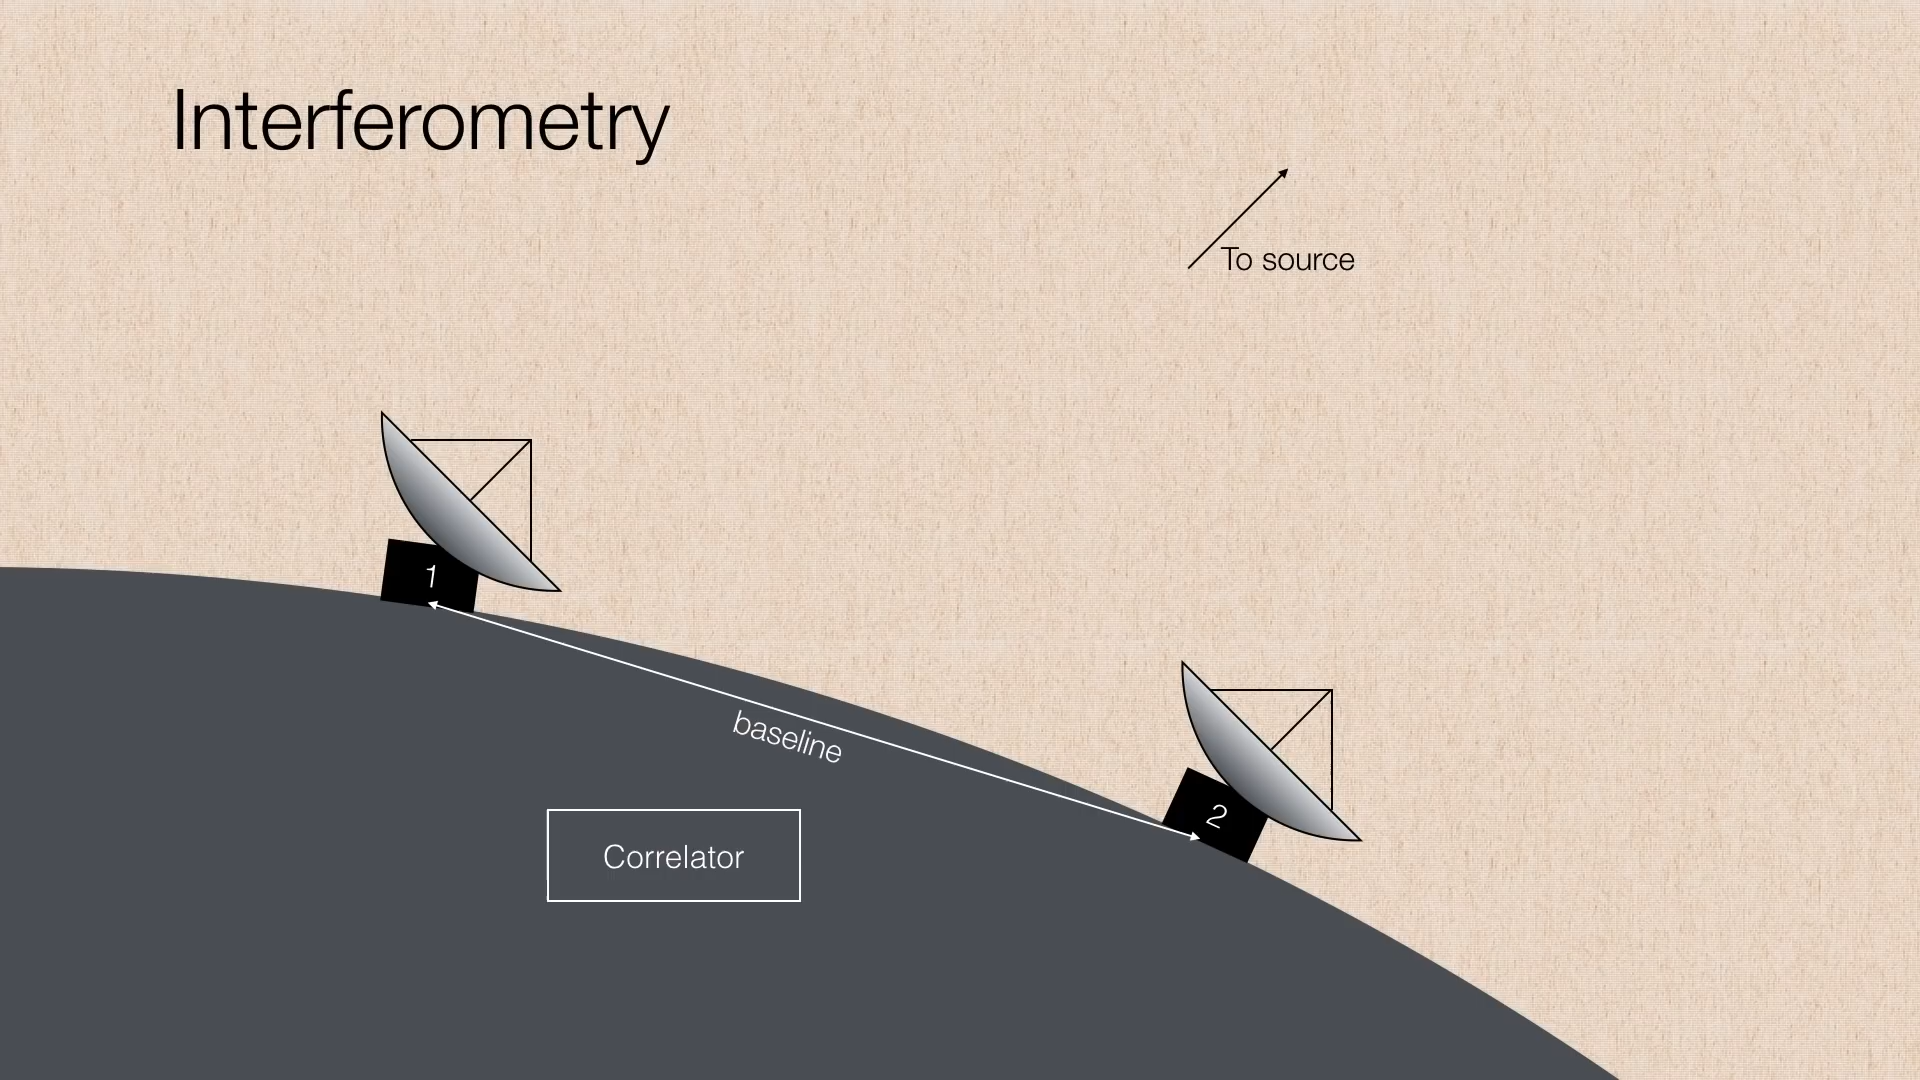 Interferometry
To source
1
baseline
2
Correlator